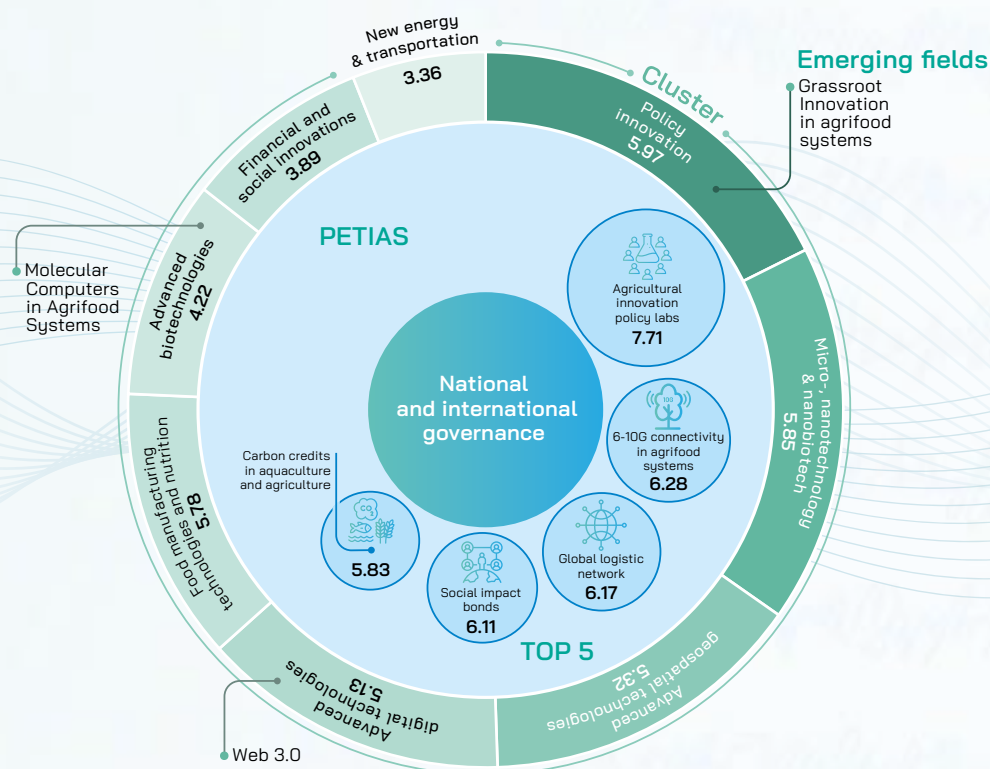 New energy
& transportation
3.36
Cluster
Policy
innovation
5.97
Emerging fields
Grassroot
Innovation
in agrifood
systems
Financial and
social innovations
3.89
PETIAS
Molecular
Computers
in Agrifood
Systems
Advanced
biotechnologies
4.22
Agricultural
innovation
policy labs
7.71
National
and international
governance
Micro-, nanotechnology
& nanobiotech
5.85
10G
6-10G connectivity
in agrifood
systems
6.28
Carbon credits
in aquaculture
and agriculture
CO2
5.83
Food manufacturing
technologies and nutrition
5.78
Global logistic
network
6.17
Social impact
bonds
6.11
TOP 5
Advanced
geospatial technologies
5.32
Advanced
digital technologies
5.13
Web 3.0